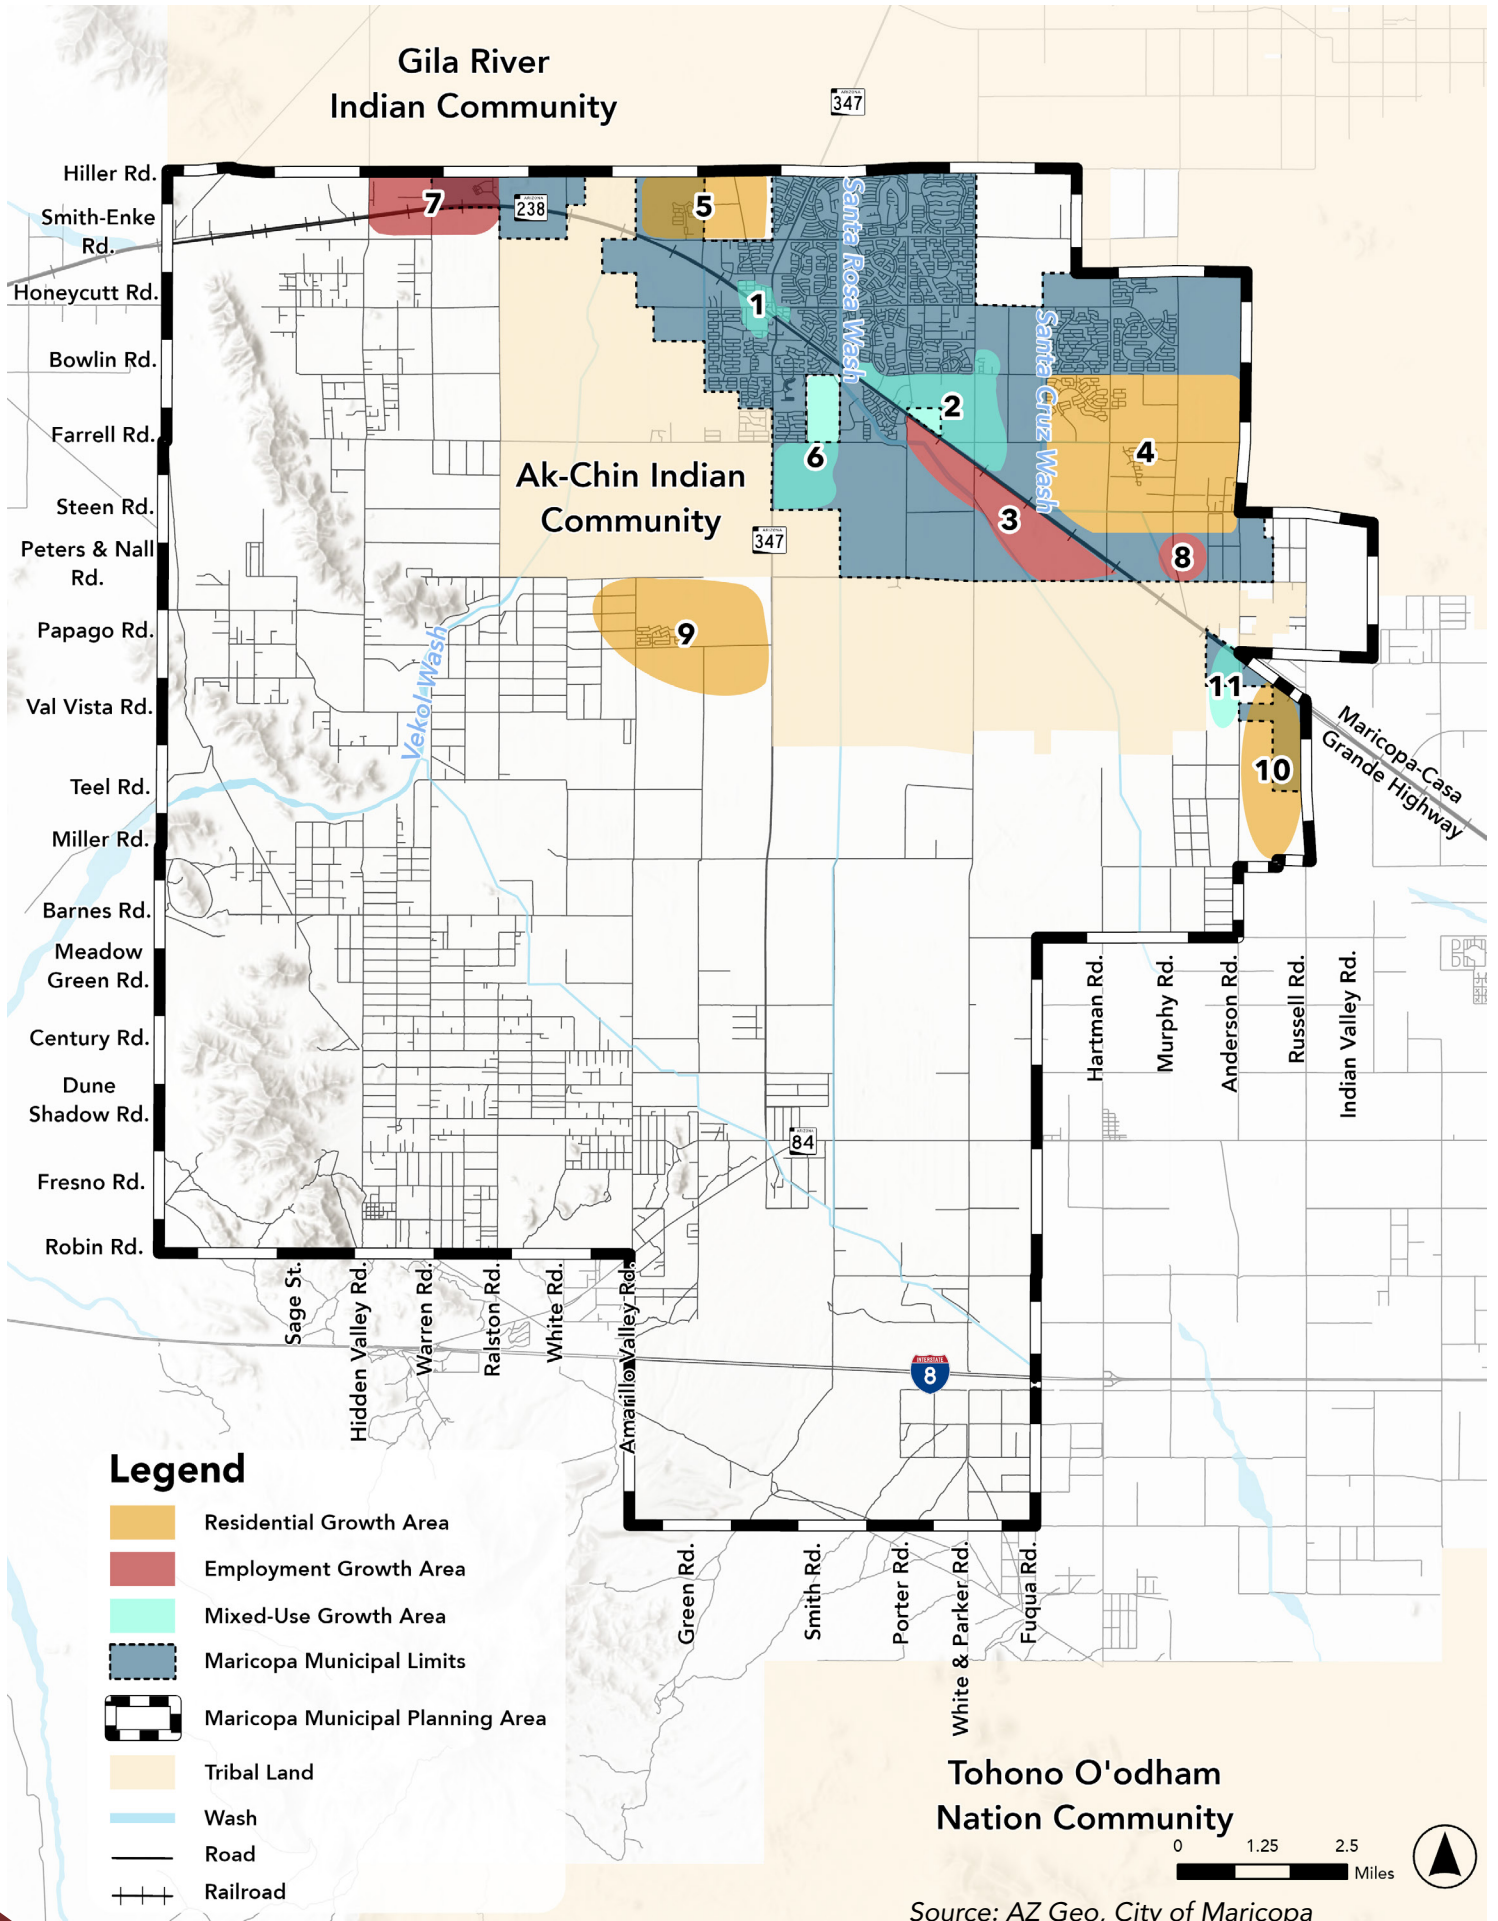 Gila River
Indian Community
ARIZONA
347
Hiller Rd.
Smith-Enke
Rd.
7
ARIZONA
238
5
Santa Rosa Wash
Honeycutt Rd.
1
Santa Cruz Wash
Bowlin Rd.
2
Farrell Rd.
6
4
Ak-Chin Indian
Community
Steen Rd.
3
ARIZONA
347
Peters & Nall
Rd.
8
Papago Rd.
9
Vekol Wash
11
Val Vista Rd.
Maricopa-Casa
Grande Highway
10
Teel Rd.
Miller Rd.
Barnes Rd.
Meadow
Green Rd.
Hartman Rd.
Murphy Rd.
Anderson Rd.
Russell Rd.
Indian Valley Rd.
Century Rd.
Dune
Shadow Rd.
ARIZONA
84
Fresno Rd.
Robin Rd.
Sage St.
Hidden Valley Rd.
Warren Rd.
Ralston Rd.
White Rd.
Amarillo Valley Rd.
INTERSTATE
8
Green Rd.
Smith Rd.
Porter Rd.
White & Parker Rd.
Fuqua Rd.
Legend
Residential Growth Area
Employment Growth Area
Mixed-Use Growth Area
Maricopa Municipal Limits
Maricopa Municipal Planning Area
Tribal Land
Wash
Road
Railroad
Tohono O'odham
Nation Community
0 1.25 2.5
Miles
Source: AZ Geo, City of Maricopa